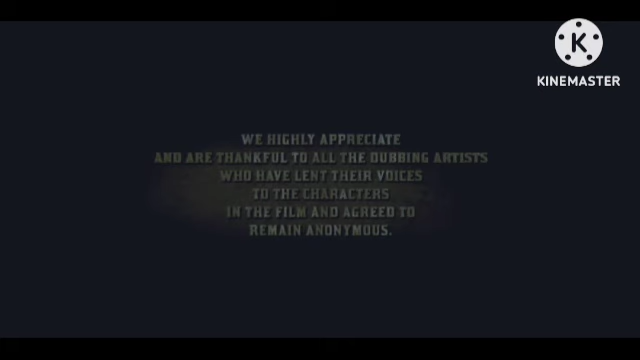 K
KINEMASTER
WE HIGHLY APPRECIATE
AND ARE THANKFUL TO ALL THE DUBBING ARTISTS
WHO HAVE LENT THEIR VOICES
TO THE CHARACTERS
IN THE FILM AND AGREED TO
REMAIN ANONYMOUS.